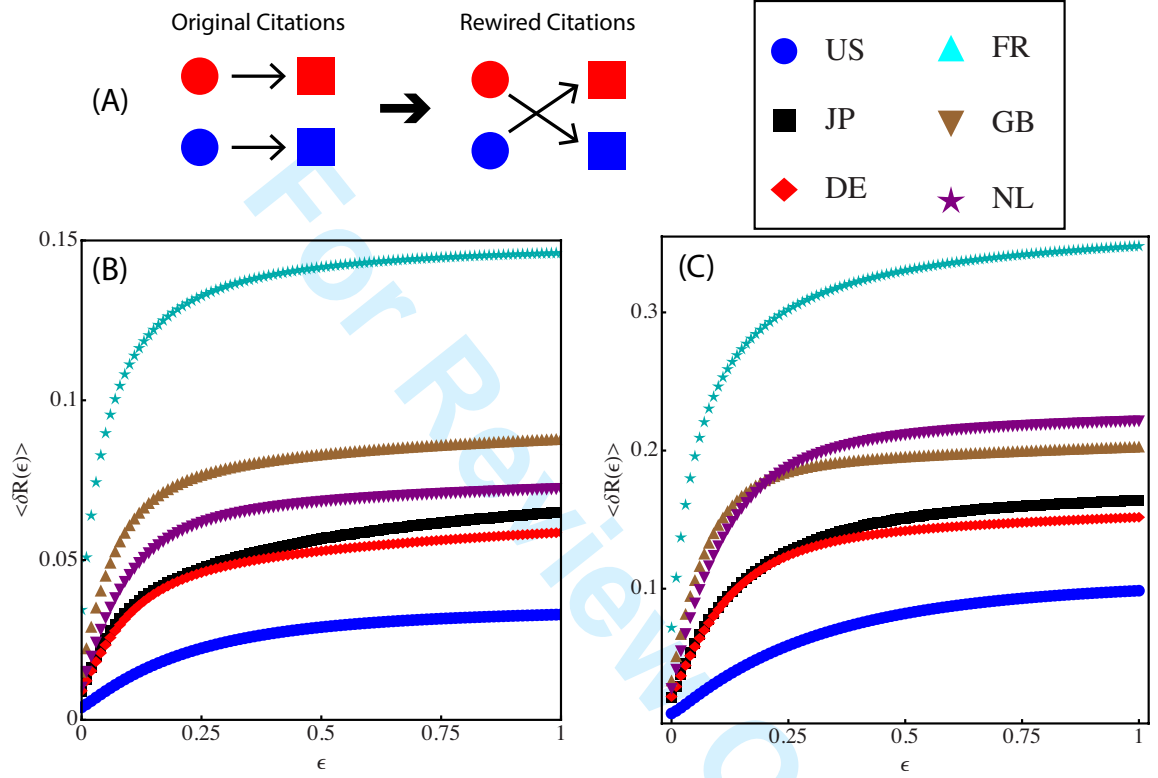 Original Citations
Rewired Citations
(A)
US
FR
JP
GB
DE
NL
(B)
0.15
0.1
0.05
0
<δR(ϵ)>
0
0.25
0.5
0.75
1
ϵ
(C)
0.3
0.2
0.1
<δR(ϵ)>
0
0.25
0.5
0.75
1
ϵ
For Review O